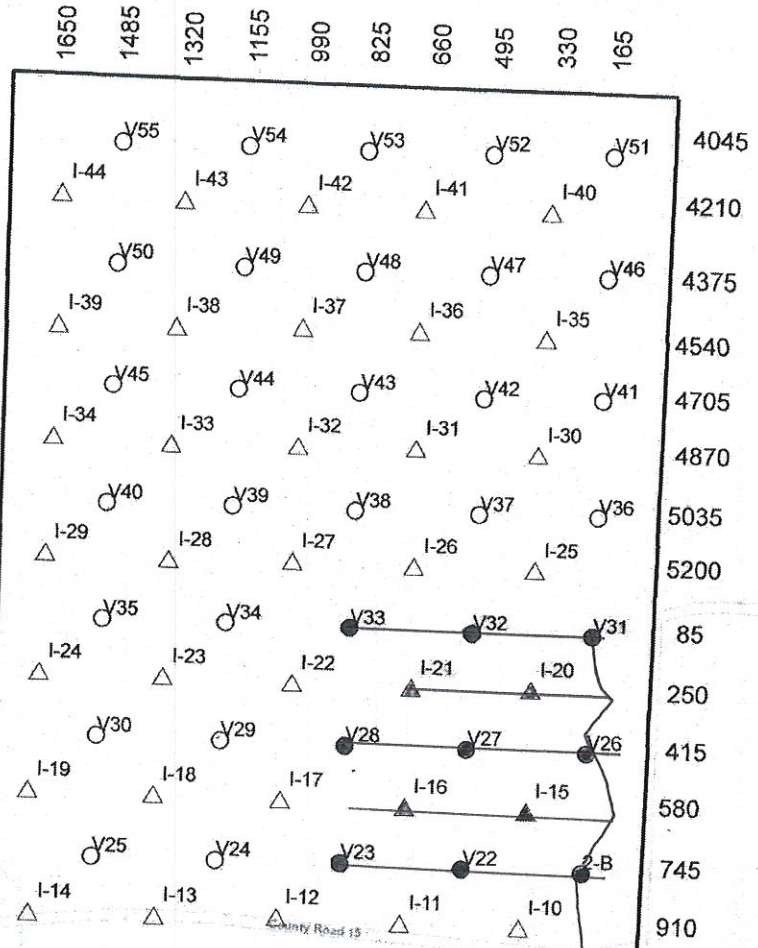 1650 1485 1320 1155 990 825 660 495 330 165
V55 V54 V53 V52 V51 4045
I-44 I-43 I-42 I-41 I-40 4210
V50 V49 V48 V47 V46 4375
I-39 I-38 I-37 I-36 I-35 4540
V45 V44 V43 V42 V41 4705
I-34 I-33 I-32 I-31 I-30 4870
V40 V39 V38 V37 V36 5035
I-29 I-28 I-27 I-26 I-25 5200
V35 V34 V33 V32 V31 85
I-24 I-23 I-22 I-21 I-20 250
V30 V29 V28 V27 V26 415
I-19 I-18 I-17 I-16 I-15 580
V25 V24 V23 V22 2-B 745
I-14 I-13 I-12 I-11 I-10 910
County Road 15